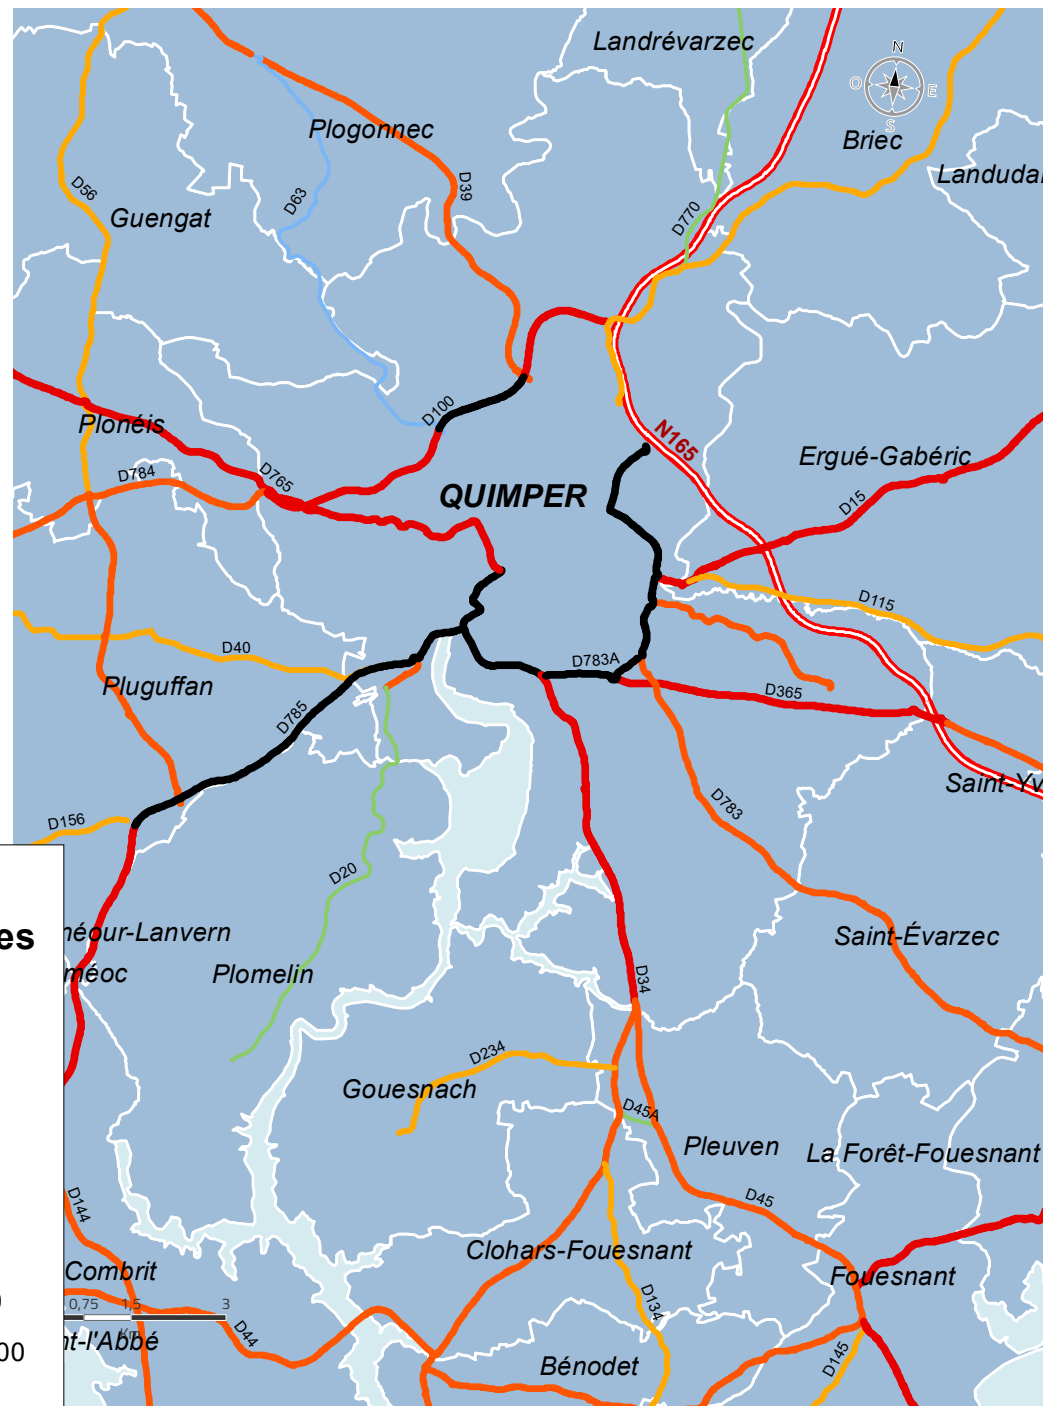 Landrévarzec
N
O
E
S
Plogonnec
Briec
D39
Landuda
D56
D63
Guengat
D770
D100
Plonéis
N165
Ergué-Gabéric
D784
D765
QUIMPER
D15
D115
D40
D783A
Pluguffan
D365
D785
Saint-Yv
D156
D783
D20
es
néour-Lanvern
Saint-Évarzec
méoc
Plomelin
D34
D234
Gouesnach
D45A
Pleuven
La Forêt-Fouesnant
D144
D45
Clohars-Fouesnant
Combrit
Fouesnant
0,75 1,5 3
Km
D134
D44
nt-l'Abbé
00
D145
Bénodet